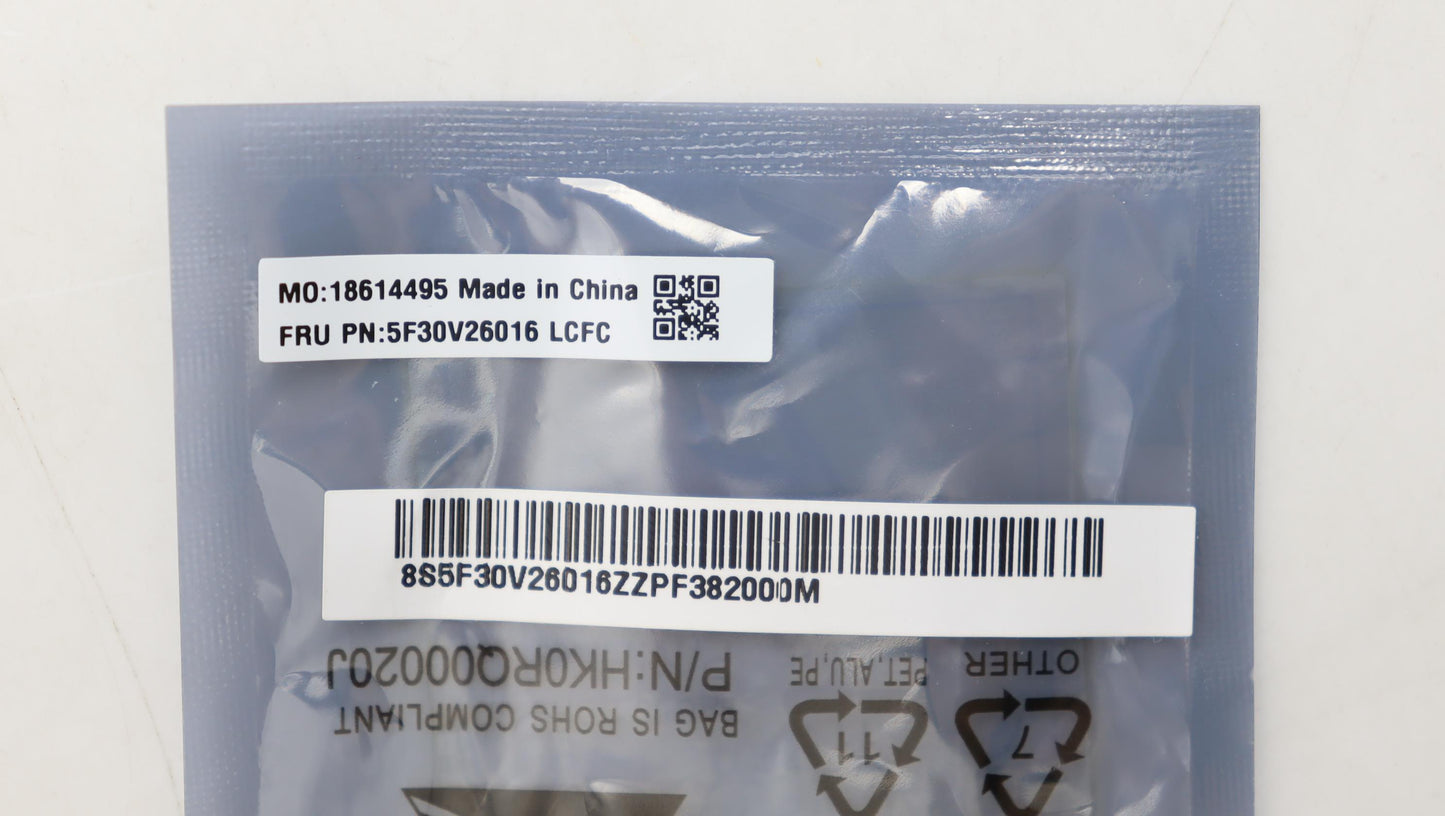 MO:18614495 Made in China
FRU PN:5F30V26016 LCFC
8S5F30V26016ZZPF382000M
P/N:HK0RQ00020J
BAG IS ROHS COMPLIANT
PET,ALU,PE
OTHER
11
7